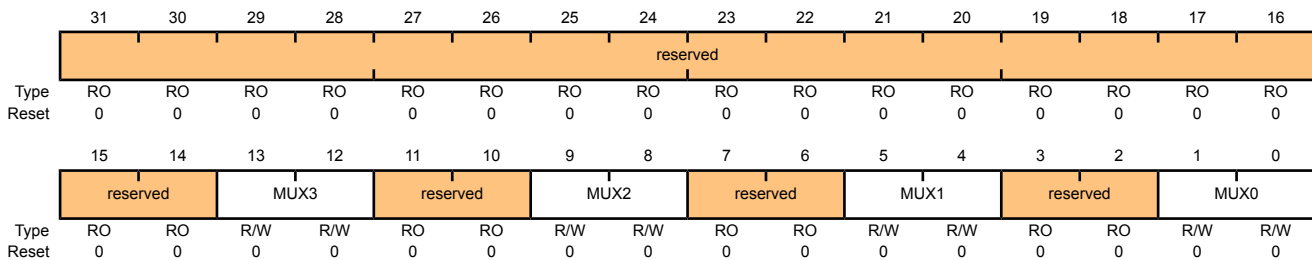 31 30 29 28 27 26 25 24 23 22 21 20 19 18 17 16
reserved
Type RO RO RO RO RO RO RO RO RO RO RO RO RO RO RO RO
Reset 0 0 0 0 0 0 0 0 0 0 0 0 0 0 0 0
15 14 13 12 11 10 9 8 7 6 5 4 3 2 1 0
reserved MUX3 reserved MUX2 reserved MUX1 reserved MUX0
Type RO RO R/W R/W RO RO R/W R/W RO RO R/W R/W RO RO R/W R/W
Reset 0 0 0 0 0 0 0 0 0 0 0 0 0 0 0 0